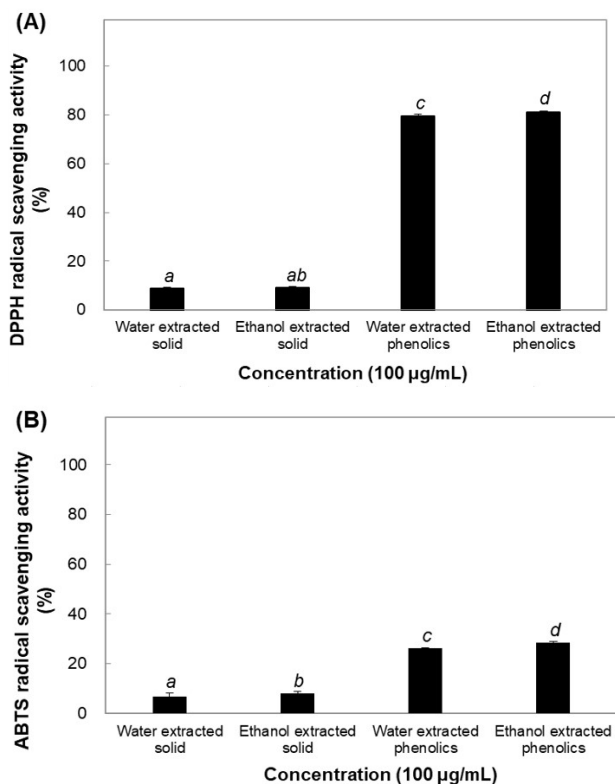 (A)
DPPH radical scavenging activity
(%)
100
80
60
40
20
0
a
ab
c
d
Water extracted
solid
Ethanol extracted
solid
Water extracted
phenolics
Ethanol extracted
phenolics
Concentration (100 µg/mL)
(B)
ABTS radical scavenging activity
(%)
100
80
60
40
20
0
a
b
c
d
Water extracted
solid
Ethanol extracted
solid
Water extracted
phenolics
Ethanol extracted
phenolics
Concentration (100 µg/mL)